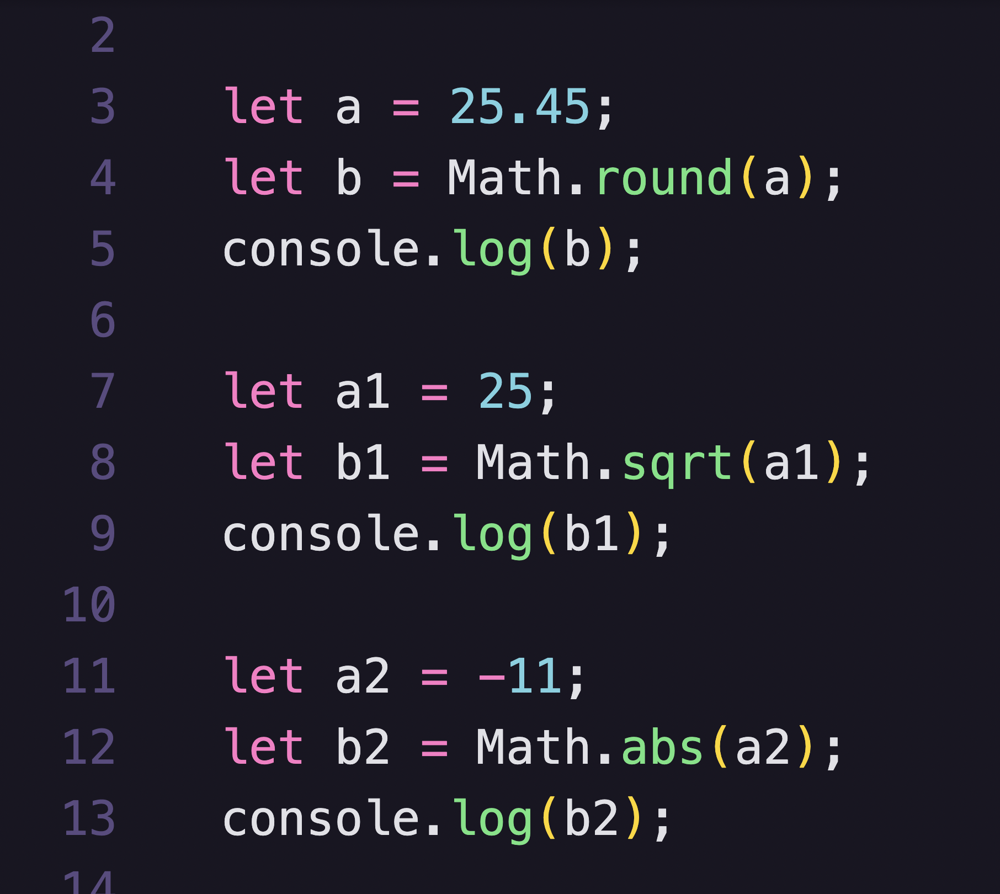 2
3 let a = 25.45;
4 let b = Math.round(a);
5 console.log(b);
6
7 let a1 = 25;
8 let b1 = Math.sqrt(a1);
9 console.log(b1);
10
11 let a2 = -11;
12 let b2 = Math.abs(a2);
13 console.log(b2);
14